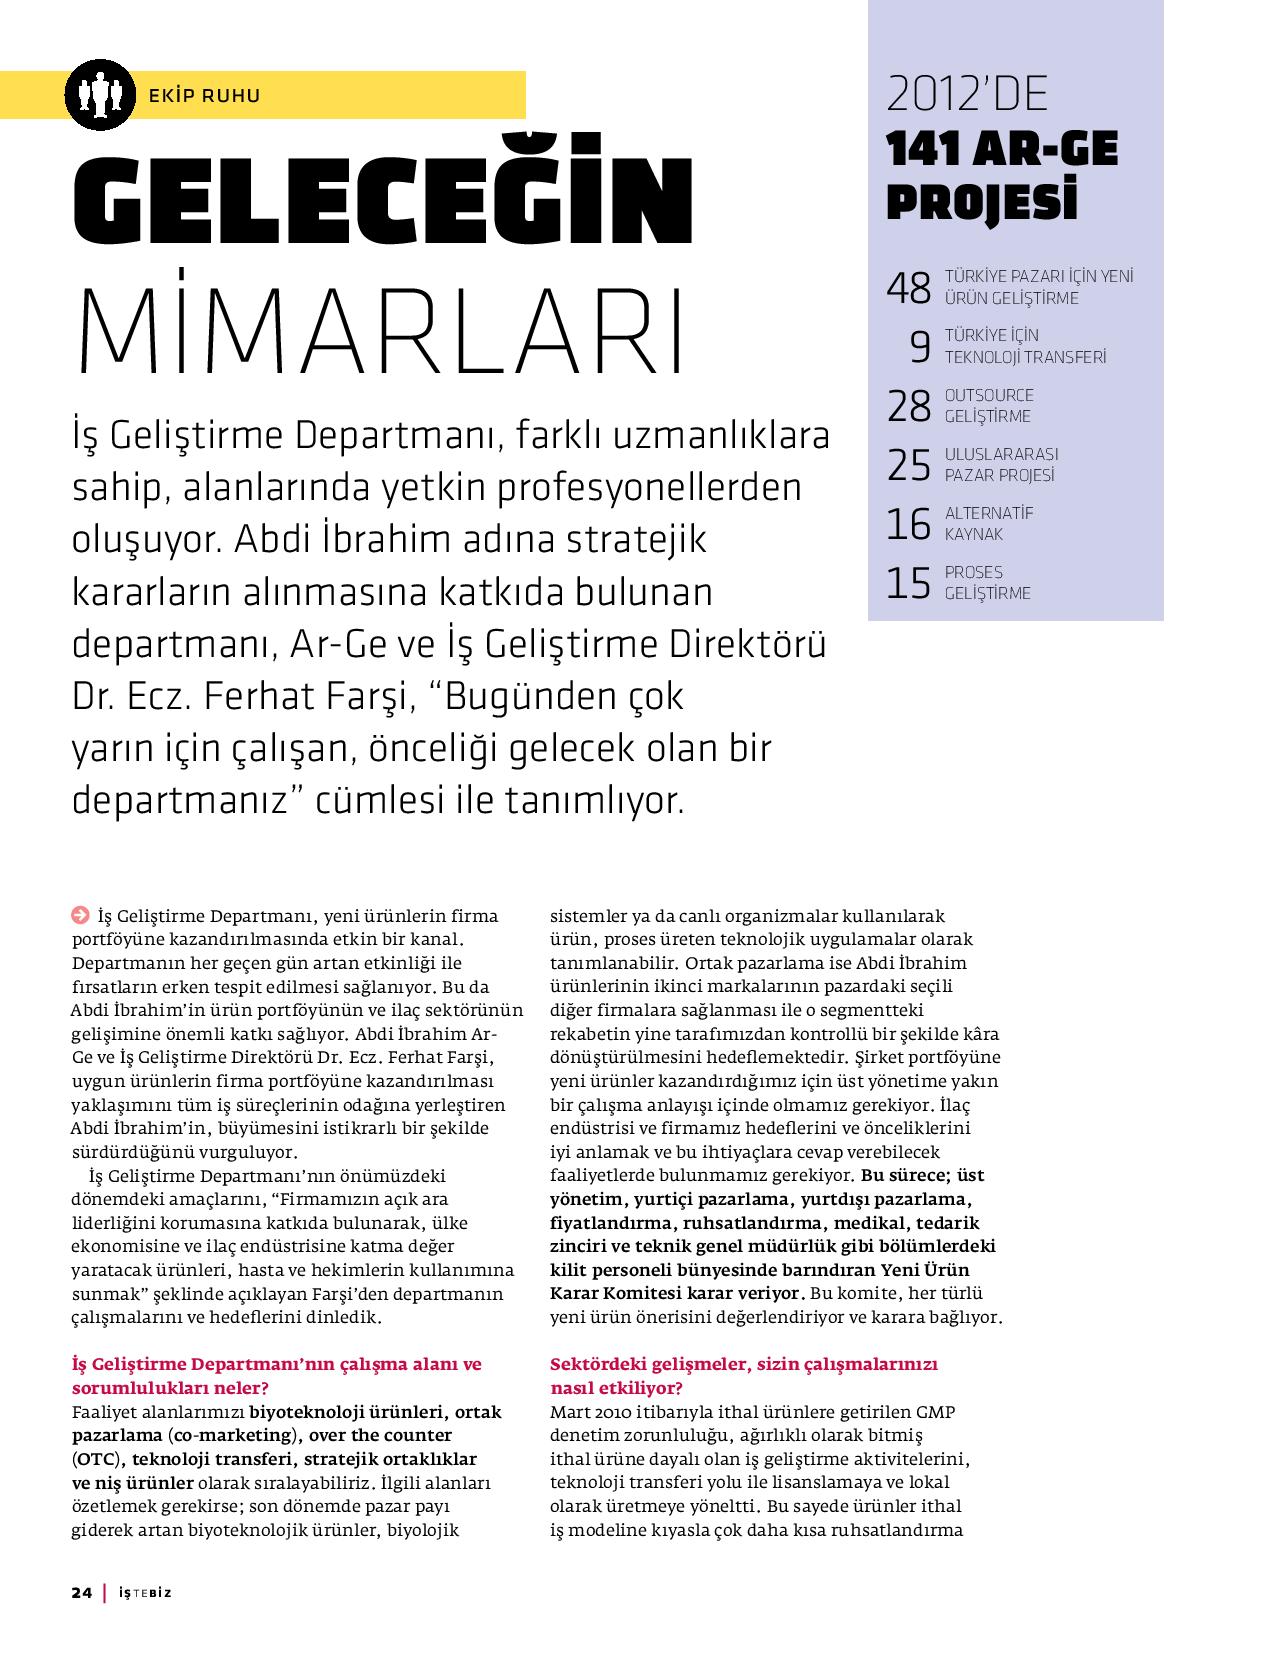 EKİP RUHU
GELECEĞİN
MİMARLARI
İş Geliştirme Departmanı, farklı uzmanlıklara
sahip, alanlarında yetkin profesyonellerden
oluşuyor. Abdi İbrahim adına stratejik
kararların alınmasına katkıda bulunan
departmanı, Ar-Ge ve İş Geliştirme Direktörü
Dr. Ecz. Ferhat Farşi, “Bugünden çok
yarın için çalışan, önceliği gelecek olan bir
departmanız” cümlesi ile tanımlıyor.
2012’DE
141 AR-GE
PROJESİ
48 TÜRKİYE PAZARI İÇİN YENİ
ÜRÜN GELİŞTİRME
9 TÜRKİYE İÇİN
TEKNOLOJİ TRANSFERİ
28 OUTSOURCE
GELİŞTİRME
25 ULUSLARARASI
PAZAR PROJESİ
16 ALTERNATİF
KAYNAK
15 PROSES
GELİŞTİRME
İş Geliştirme Departmanı, yeni ürünlerin firma
portföyüne kazandırılmasında etkin bir kanal.
Departmanın her geçen gün artan etkinliği ile
fırsatların erken tespit edilmesi sağlanıyor. Bu da
Abdi İbrahim’in ürün portföyünün ve ilaç sektörünün
gelişimine önemli katkı sağlıyor. Abdi İbrahim Ar-
Ge ve İş Geliştirme Direktörü Dr. Ecz. Ferhat Farşi,
uygun ürünlerin firma portföyüne kazandırılması
yaklaşımını tüm iş süreçlerinin odağına yerleştiren
Abdi İbrahim’in, büyümesini istikrarlı bir şekilde
sürdürdüğünü vurguluyor.
İş Geliştirme Departmanı’nın önümüzdeki
dönemdeki amaçlarını, “Firmamızın açık ara
liderliğini korumasına katkıda bulunarak, ülke
ekonomisine ve ilaç endüstrisine katma değer
yaratacak ürünleri, hasta ve hekimlerin kullanımına
sunmak” şeklinde açıklayan Farşi’den departmanın
çalışmalarını ve hedeflerini dinledik.
İş Geliştirme Departmanı’nın çalışma alanı ve
sorumlulukları neler?
Faaliyet alanlarımızı biyoteknoloji ürünleri, ortak
pazarlama (co-marketing), over the counter
(OTC), teknoloji transferi, stratejik ortaklıklar
ve niş ürünler olarak sıralayabiliriz. İlgili alanları
özetlemek gerekirse; son dönemde pazar payı
giderek artan biyoteknolojik ürünler, biyolojik
sistemler ya da canlı organizmalar kullanılarak
ürün, proses üreten teknolojik uygulamalar olarak
tanımlanabilir. Ortak pazarlama ise Abdi İbrahim
ürünlerinin ikinci markalarının pazardaki seçili
diğer firmalara sağlanması ile o segmentteki
rekabetin yine tarafımızdan kontrollü bir şekilde kâra
dönüştürülmesini hedeflemektedir. Şirket portföyüne
yeni ürünler kazandırdığımız için üst yönetime yakın
bir çalışma anlayışı içinde olmamız gerekiyor. İlaç
endüstrisi ve firmamız hedeflerini ve önceliklerini
iyi anlamak ve bu ihtiyaçlara cevap verebilecek
faaliyetlerde bulunmamız gerekiyor. Bu sürece; üst
yönetim, yurtiçi pazarlama, yurtdışı pazarlama,
fiyatlandırma, ruhsatlandırma, medikal, tedarik
zinciri ve teknik genel müdürlük gibi bölümlerdeki
kilit personeli bünyesinde barındıran Yeni Ürün
Karar Komitesi karar veriyor. Bu komite, her türlü
yeni ürün önerisini değerlendiriyor ve karara bağlıyor.
Sektördeki gelişmeler, sizin çalışmalarınızı
nasıl etkiliyor?
Mart 2010 itibarıyla ithal ürünlere getirilen GMP
denetim zorunluluğu, ağırlıklı olarak bitmiş
ithal ürüne dayalı olan iş geliştirme aktivitelerini,
teknoloji transferi yolu ile lisanslamaya ve lokal
olarak üretmeye yöneltti. Bu sayede ürünler ithal
iş modeline kıyasla çok daha kısa ruhsatlandırma
24 | İŞTEBİZ